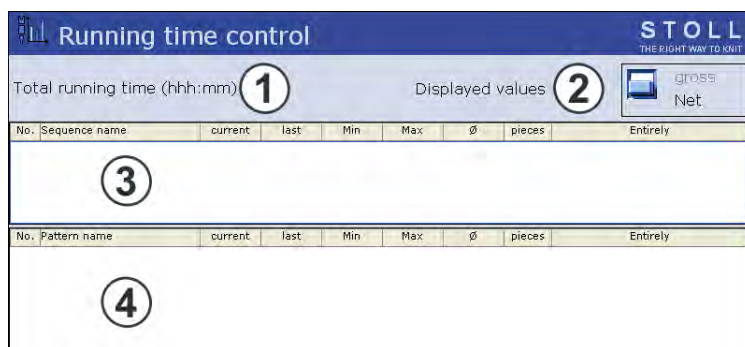 Running time control
STOLL
THE RIGHT WAY TO KNIT
Total running time (hhh:mm) 1 Displayed values 2 gross
Net
No. Sequence name current last Min Max Ø pieces Entirely
3
No. Pattern name current last Min Max Ø pieces Entirely
4